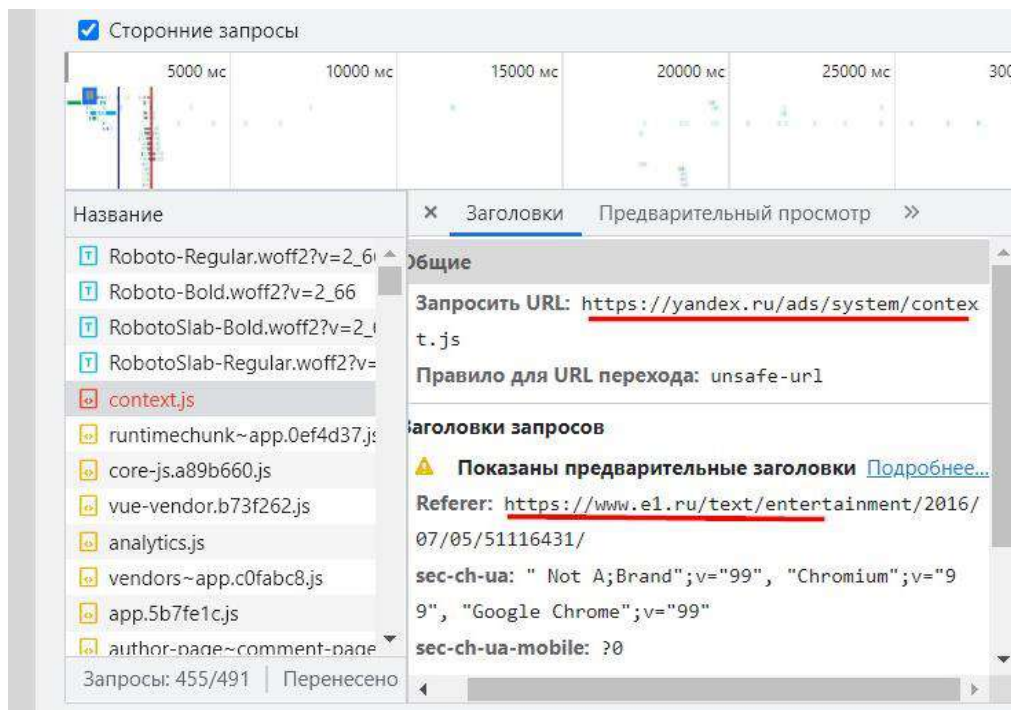 Сторонние запросы
5000 мс 10000 мс 15000 мс 20000 мс 25000 мс 300
Название
Roboto-Regular.woff2?v=2_6
Roboto-Bold.woff2?v=2_66
RobotoSlab-Bold.woff2?v=2_
RobotoSlab-Regular.woff2?v=
context.js
runtimechunk~app.0ef4d37.js
core-js.a89b660.js
vue-vendor.b73f262.js
analytics.js
vendors~app.c0fabc8.js
app.5b7fe1c.js
author-page~comment-page
Запросы: 455/491 Перенесено
× Заголовки Предварительный просмотр »
Общие
Запросить URL: https://yandex.ru/ads/system/contex
t.js
Правило для URL перехода: unsafe-url
Заголовки запросов
Показаны предварительные заголовки Подробнее...
Referer: https://www.e1.ru/text/entertainment/2016/
07/05/51116431/
sec-ch-ua: " Not A;Brand";v="99", "Chromium";v="9
9", "Google Chrome";v="99"
sec-ch-ua-mobile: ?0